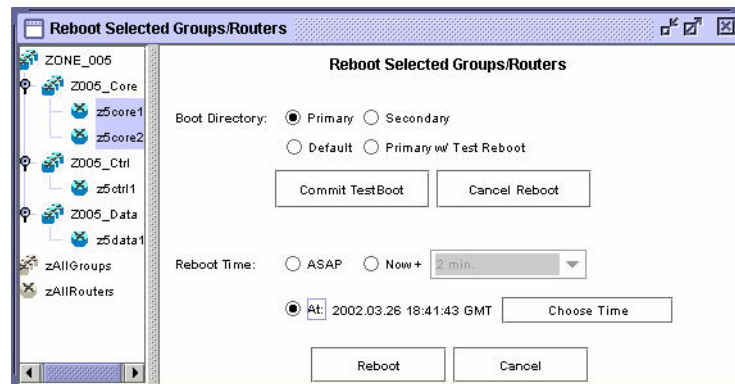 Reboot Selected Groups/Routers
ZONE_005
Z005_Core
z5core1
z5core2
Z005_Ctrl
z5ctrl1
Z005_Data
z5data1
zAllGroups
zAllRouters
Reboot Selected Groups/Routers
Boot Directory: Primary Secondary
Default Primary w/ Test Reboot
Commit TestBoot Cancel Reboot
Reboot Time: ASAP Now + 2 min.
At: 2002.03.26 18:41:43 GMT Choose Time
Reboot Cancel